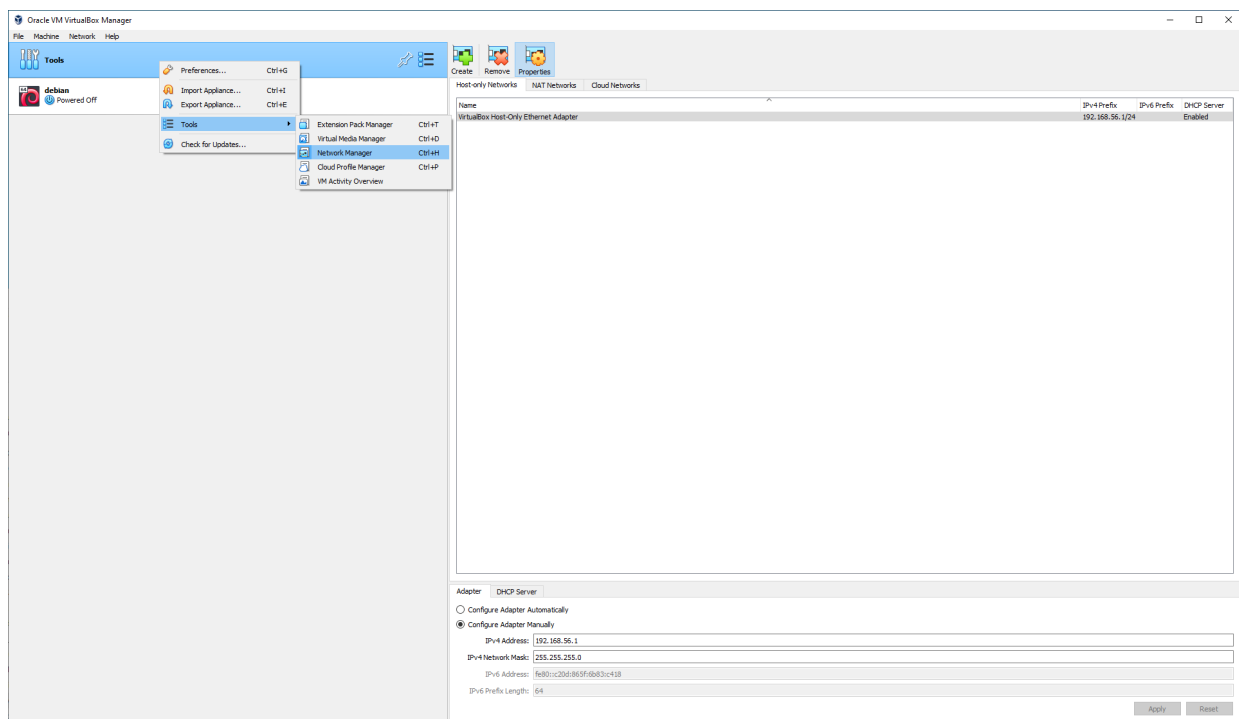 Oracle VM VirtualBox Manager
File Machine Network Help
Tools
debian
Powered Off
Preferences... Ctrl+G
Import Appliance... Ctrl+I
Export Appliance... Ctrl+E
Tools
Check for Updates...
Extension Pack Manager Ctrl+T
Virtual Media Manager Ctrl+D
Network Manager Ctrl+H
Cloud Profile Manager Ctrl+P
VM Activity Overview
Create Remove Properties
Host-only Networks NAT Networks Cloud Networks
Name IPv4 Prefix IPv6 Prefix DHCP Server
VirtualBox Host-Only Ethernet Adapter 192.168.56.1/24 Enabled
Adapter DHCP Server
Configure Adapter Automatically
Configure Adapter Manually
IPv4 Address: 192.168.56.1
IPv4 Network Mask: 255.255.255.0
IPv6 Address: fe80::c20d:865f:6b83:c418
IPv6 Prefix Length: 64
Apply Reset